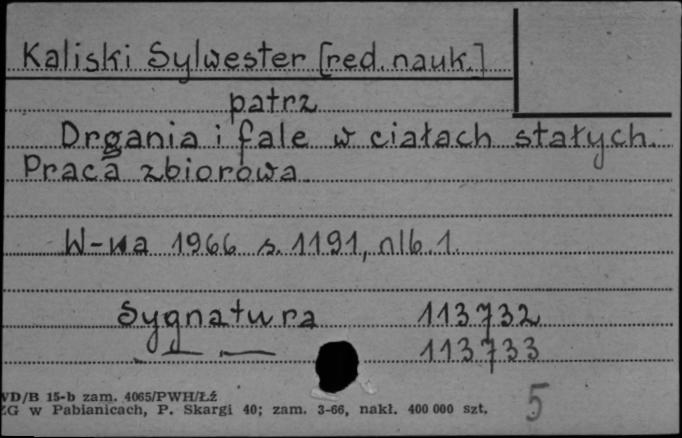 Kaliski Sylwester [red. nauk.]
patrz
Drgania i fale w ciałach stałych.
Praca zbiorowa
W-wa 1966 s. 1191, nlb. 1.
Sygnatura 113732
113733
VD/B 15-b zam. 4065/PWH/Łź
ZG w Pabianicach, P. Skargi 40; zam. 3-66, nakł. 400 000 szt.
5